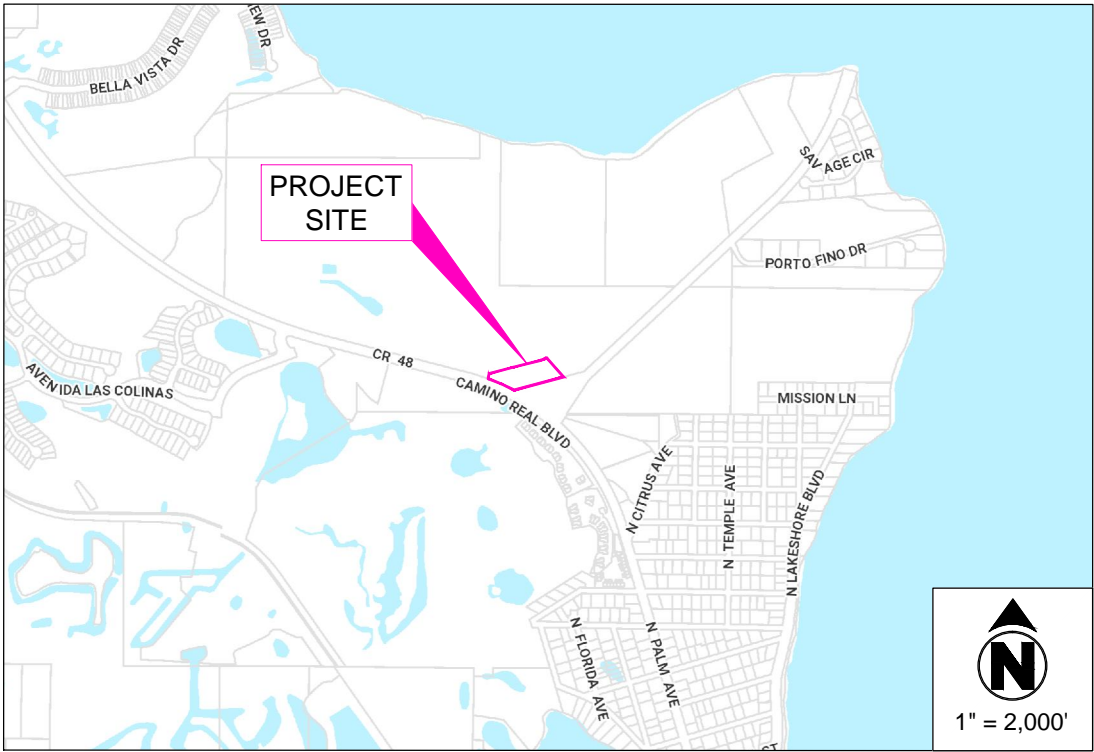 EW DR
BELLA VISTA DR
SAV AGE CIR
PROJECT
SITE
PORTO FINO DR
CR 48
AVENIDA LAS COLINAS
CAMINO REAL BLVD
MISSION LN
N CITRUS AVE
N TEMPLE AVE
N LAKESHORE BLVD
N FLORIDA AVE
N PALM AVE
CT
N
1" = 2,000'